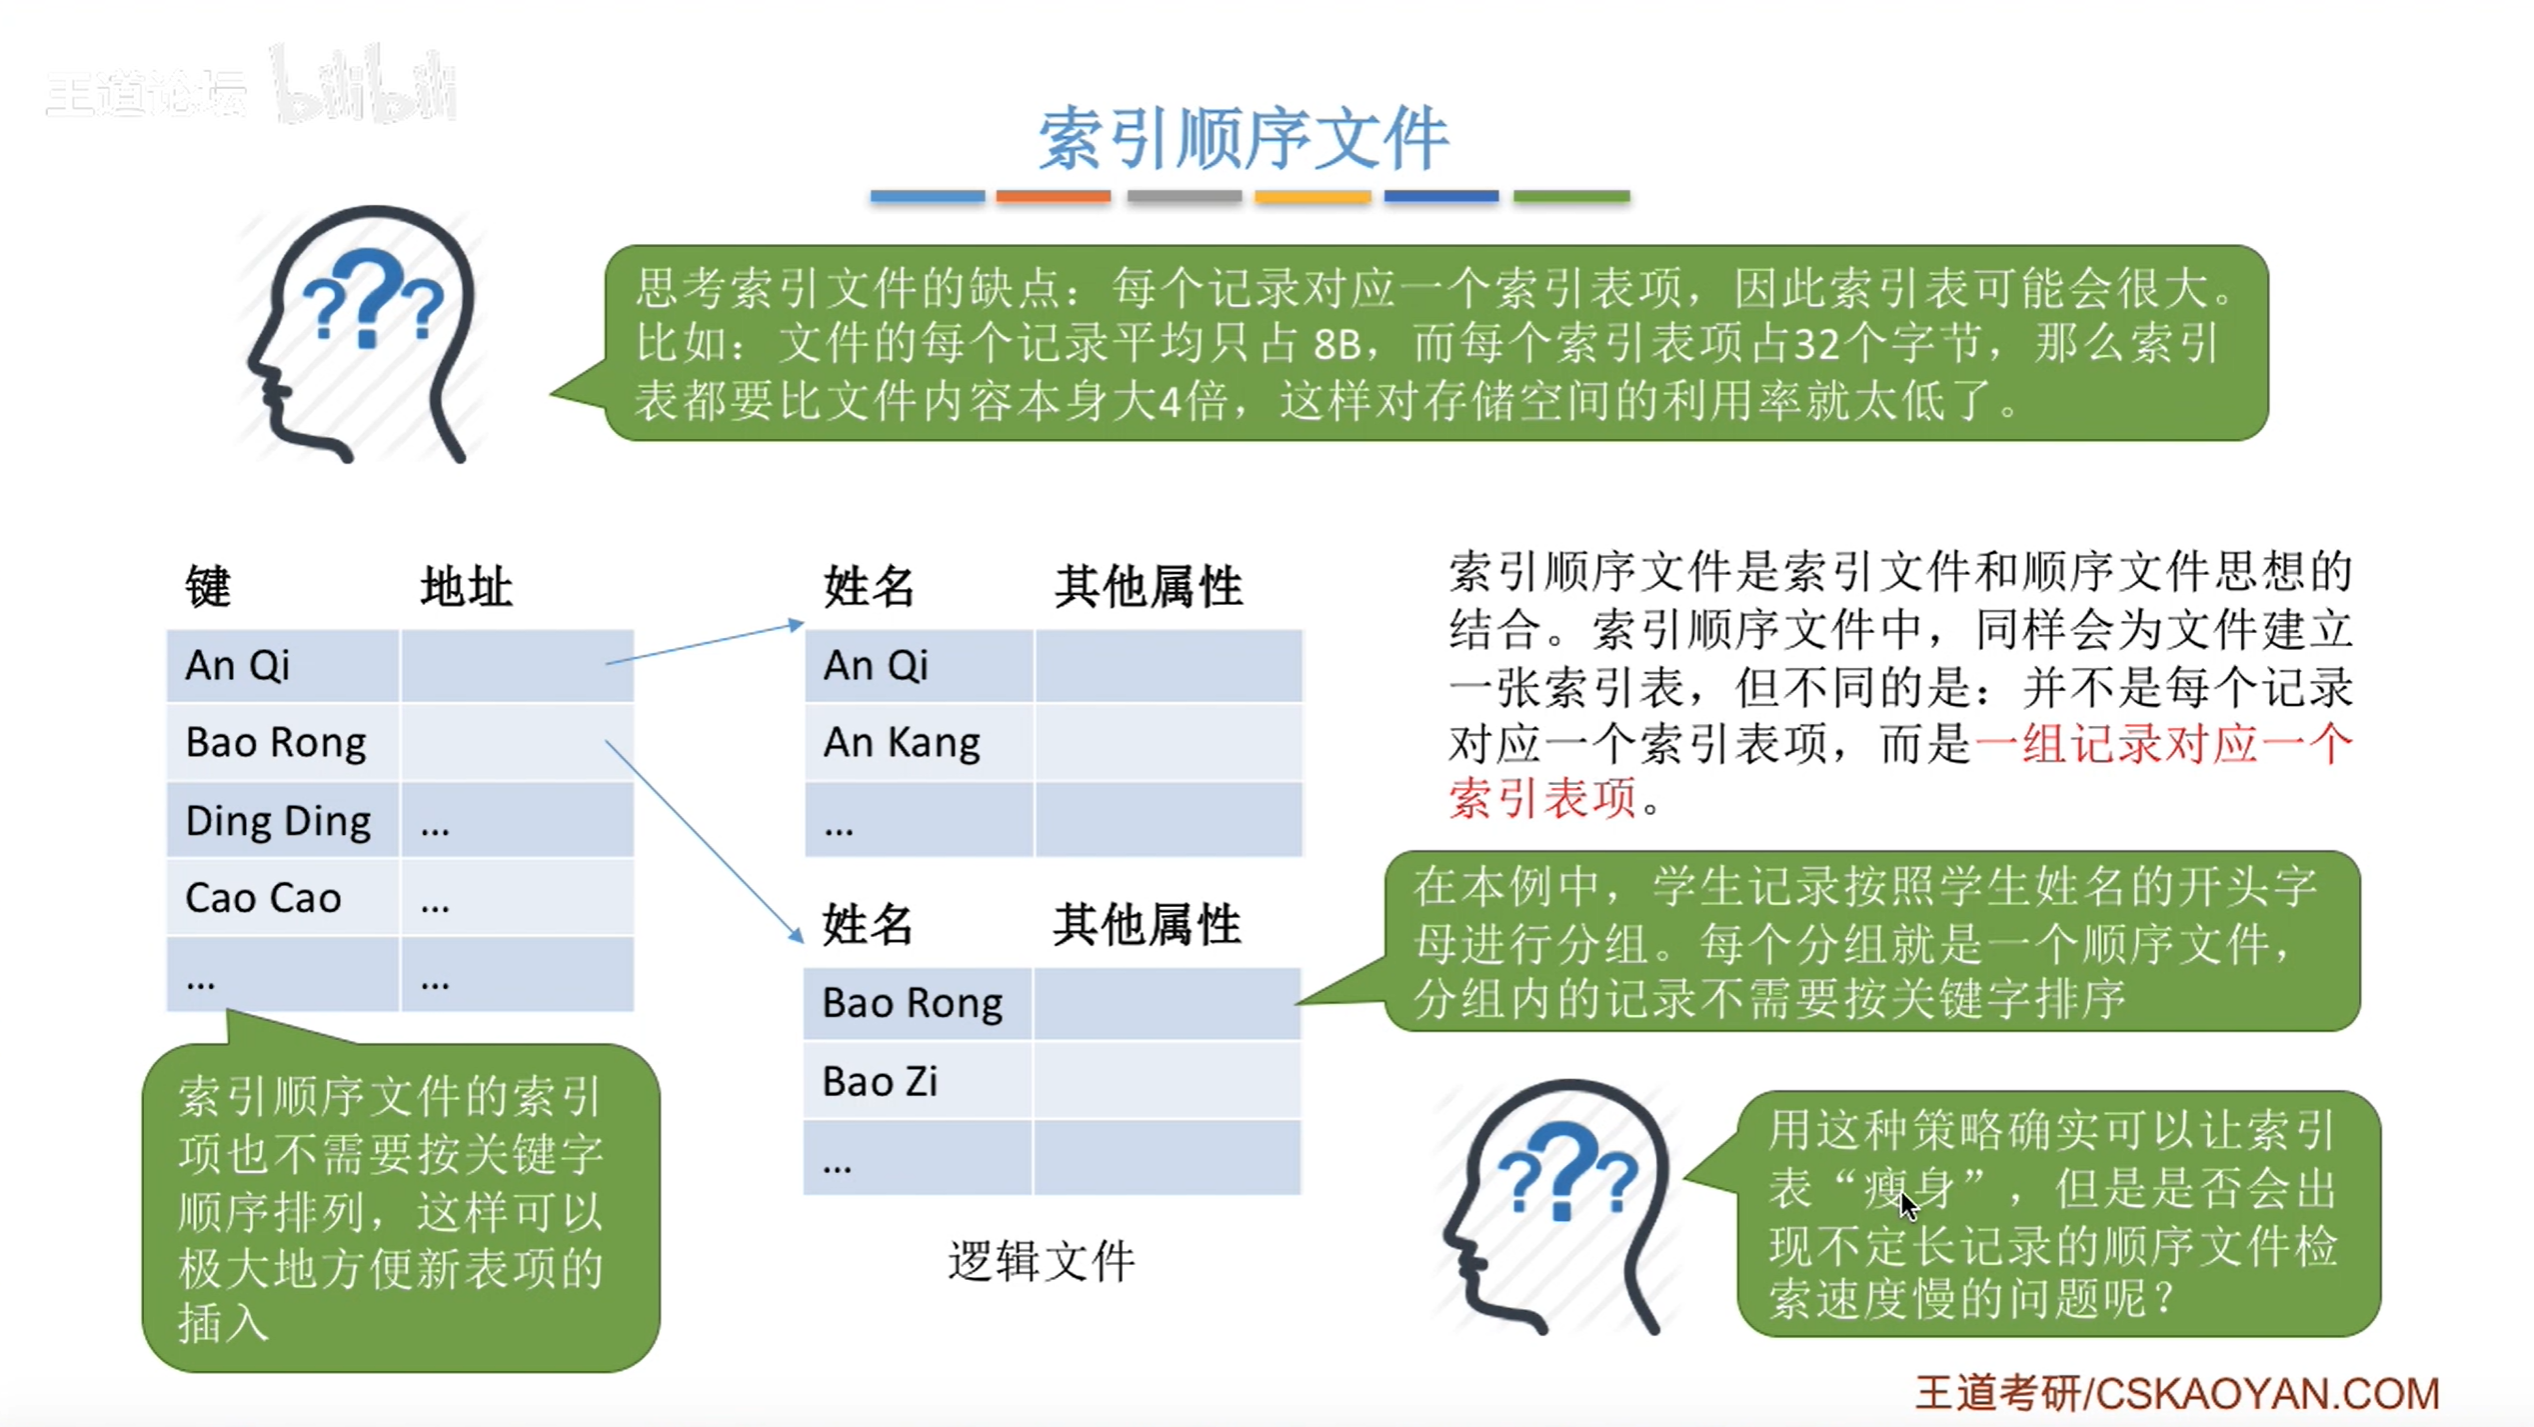 王道论坛 bilibili
索引顺序文件
思考索引文件的缺点：每个记录对应一个索引表项，因此索引表可能会很大。
比如：文件的每个记录平均只占 8B，而每个索引表项占32个字节，那么索引
表都要比文件内容本身大4倍，这样对存储空间的利用率就太低了。
键 地址
An Qi
Bao Rong
Ding Ding ...
Cao Cao ...
... ...
索引顺序文件的索引
项也不需要按关键字
顺序排列，这样可以
极大地方便新表项的
插入
姓名 其他属性
An Qi
An Kang
...
姓名 其他属性
Bao Rong
Bao Zi
...
逻辑文件
索引顺序文件是索引文件和顺序文件思想的
结合。索引顺序文件中，同样会为文件建立
一张索引表，但不同的是：并不是每个记录
对应一个索引表项，而是一组记录对应一个
索引表项。
在本例中，学生记录按照学生姓名的开头字
母进行分组。每个分组就是一个顺序文件，
分组内的记录不需要按关键字排序
???
???
用这种策略确实可以让索引
表“瘦身”，但是是否会出
现不定长记录的顺序文件检
索速度慢的问题呢？
王道考研/CSKAOYAN.COM